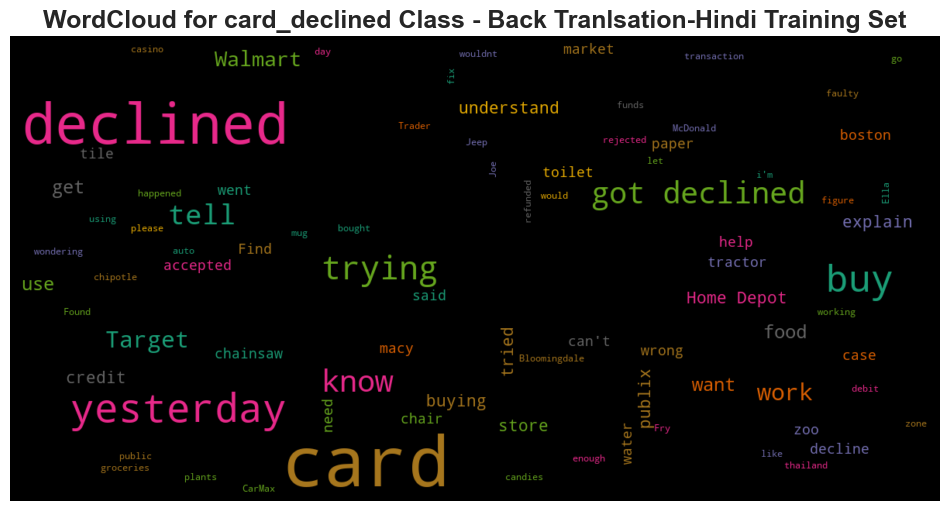 WordCloud for card_declined Class - Back Tranlsation-Hindi Training Set
casino
day
wouldnt
market
transaction
go
Walmart
fix
faulty
declined
understand
funds
Trader
McDonald
boston
Jeep
rejected
paper
tile
let
Joe
toilet
i'm
get
happened
went
would
got declined
figure
Ella
refunded
using
tell
please
mug
bought
explain
wondering
auto
Find
help
accepted
trying
tractor
chipotle
buy
use
said
Home Depot
Found
working
Target
tried
can't
food
chainsaw
macy
Bloomingdale
wrong
case
credit
know
publix
want
work
debit
yesterday
need
buying
chair
store
Fry
water
zoo
zone
card
decline
public
groceries
enough
like
thailand
plants
CarMax
candies